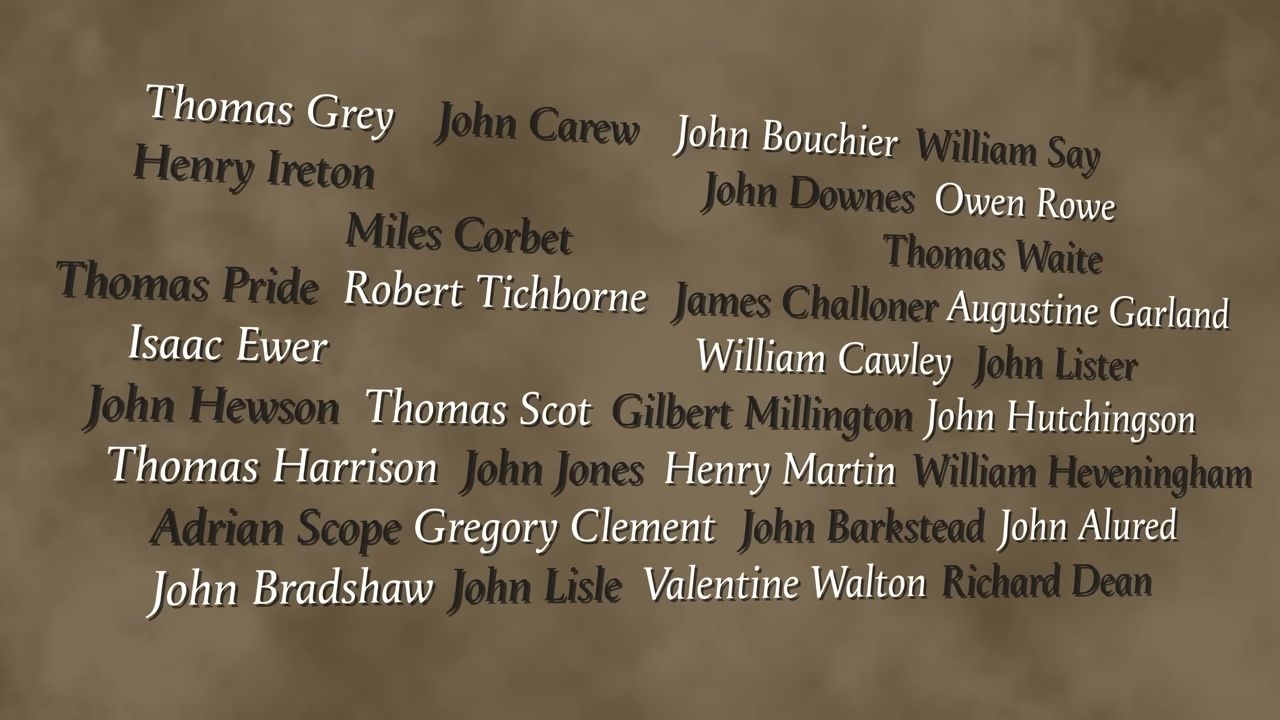 Thomas Grey John Carew John Bouchier William Say
Henry Ireton John Downes Owen Rowe
Miles Corbet Thomas Waite
Thomas Pride Robert Tichborne James Challoner Augustine Garland
Isaac Ewer William Cawley John Lister
John Hewson Thomas Scot Gilbert Millington John Hutchingson
Thomas Harrison John Jones Henry Martin William Heveningham
Adrian Scope Gregory Clement John Barkstead John Alured
John Bradshaw John Lisle Valentine Walton Richard Dean